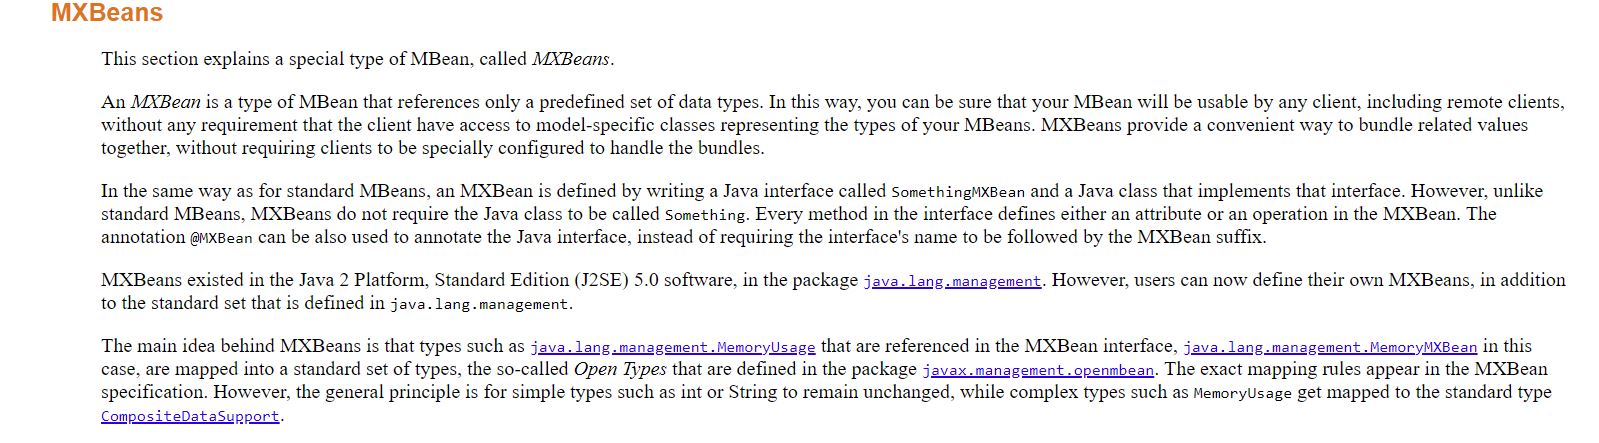 MXBeans
This section explains a special type of MBean, called MXBeans.
An MXBean is a type of MBean that references only a predefined set of data types. In this way, you can be sure that your MBean will be usable by any client, including remote clients,
without any requirement that the client have access to model-specific classes representing the types of your MBeans. MXBeans provide a convenient way to bundle related values
together, without requiring clients to be specially configured to handle the bundles.
In the same way as for standard MBeans, an MXBean is defined by writing a Java interface called SomethingMXBean and a Java class that implements that interface. However, unlike
standard MBeans, MXBeans do not require the Java class to be called Something. Every method in the interface defines either an attribute or an operation in the MXBean. The
annotation @MXBean can be also used to annotate the Java interface, instead of requiring the interface's name to be followed by the MXBean suffix.
MXBeans existed in the Java 2 Platform, Standard Edition (J2SE) 5.0 software, in the package java.lang.management. However, users can now define their own MXBeans, in addition
to the standard set that is defined in java.lang.management.
The main idea behind MXBeans is that types such as java.lang.management.MemoryUsage that are referenced in the MXBean interface, java.lang.management.MemoryMXBean in this
case, are mapped into a standard set of types, the so-called Open Types that are defined in the package javax.management.openmbean. The exact mapping rules appear in the MXBean
specification. However, the general principle is for simple types such as int or String to remain unchanged, while complex types such as MemoryUsage get mapped to the standard type
CompositeDataSupport.